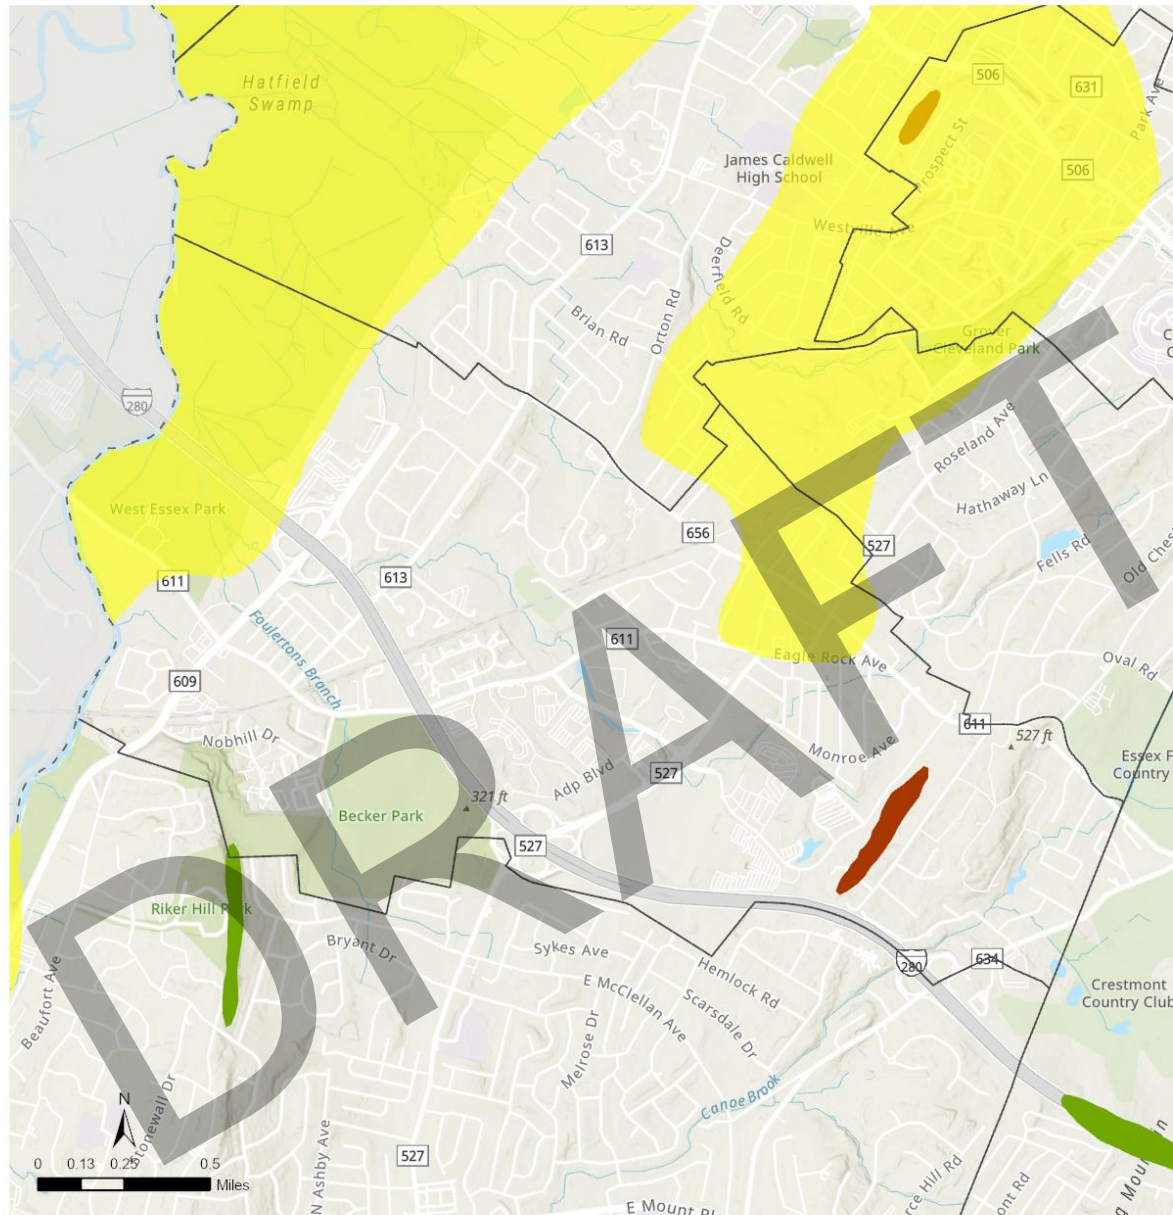 Hatfield
Swamp
506
631
Park Ave
James Caldwell
High School
Prospect St
506
Westville Ave
613
Deerfield Rd
Orton Rd
Brian Rd
Grover
Cleveland Park
280
Roseland Ave
Hathaway Ln
West Essex Park
656
527
Fells Rd
611
613
Foulertons Branch
611
Eagle Rock Ave
Oval Rd
609
Nobhill Dr
611
527 ft
Monroe Ave
Country
527
Adp Blvd
321 ft
Becker Park
527
Riker Hill Park
Bryant Dr
Sykes Ave
Hemlock Rd
280
634
Beaufort Ave
E McClellan Ave
Scarsdale Dr
Crestmont
Country Club
Melrose Dr
Canoe Brook
Stonewall Dr
N Ashby Ave
527
N
0 0.13 0.25 0.5
Miles
DRAFT